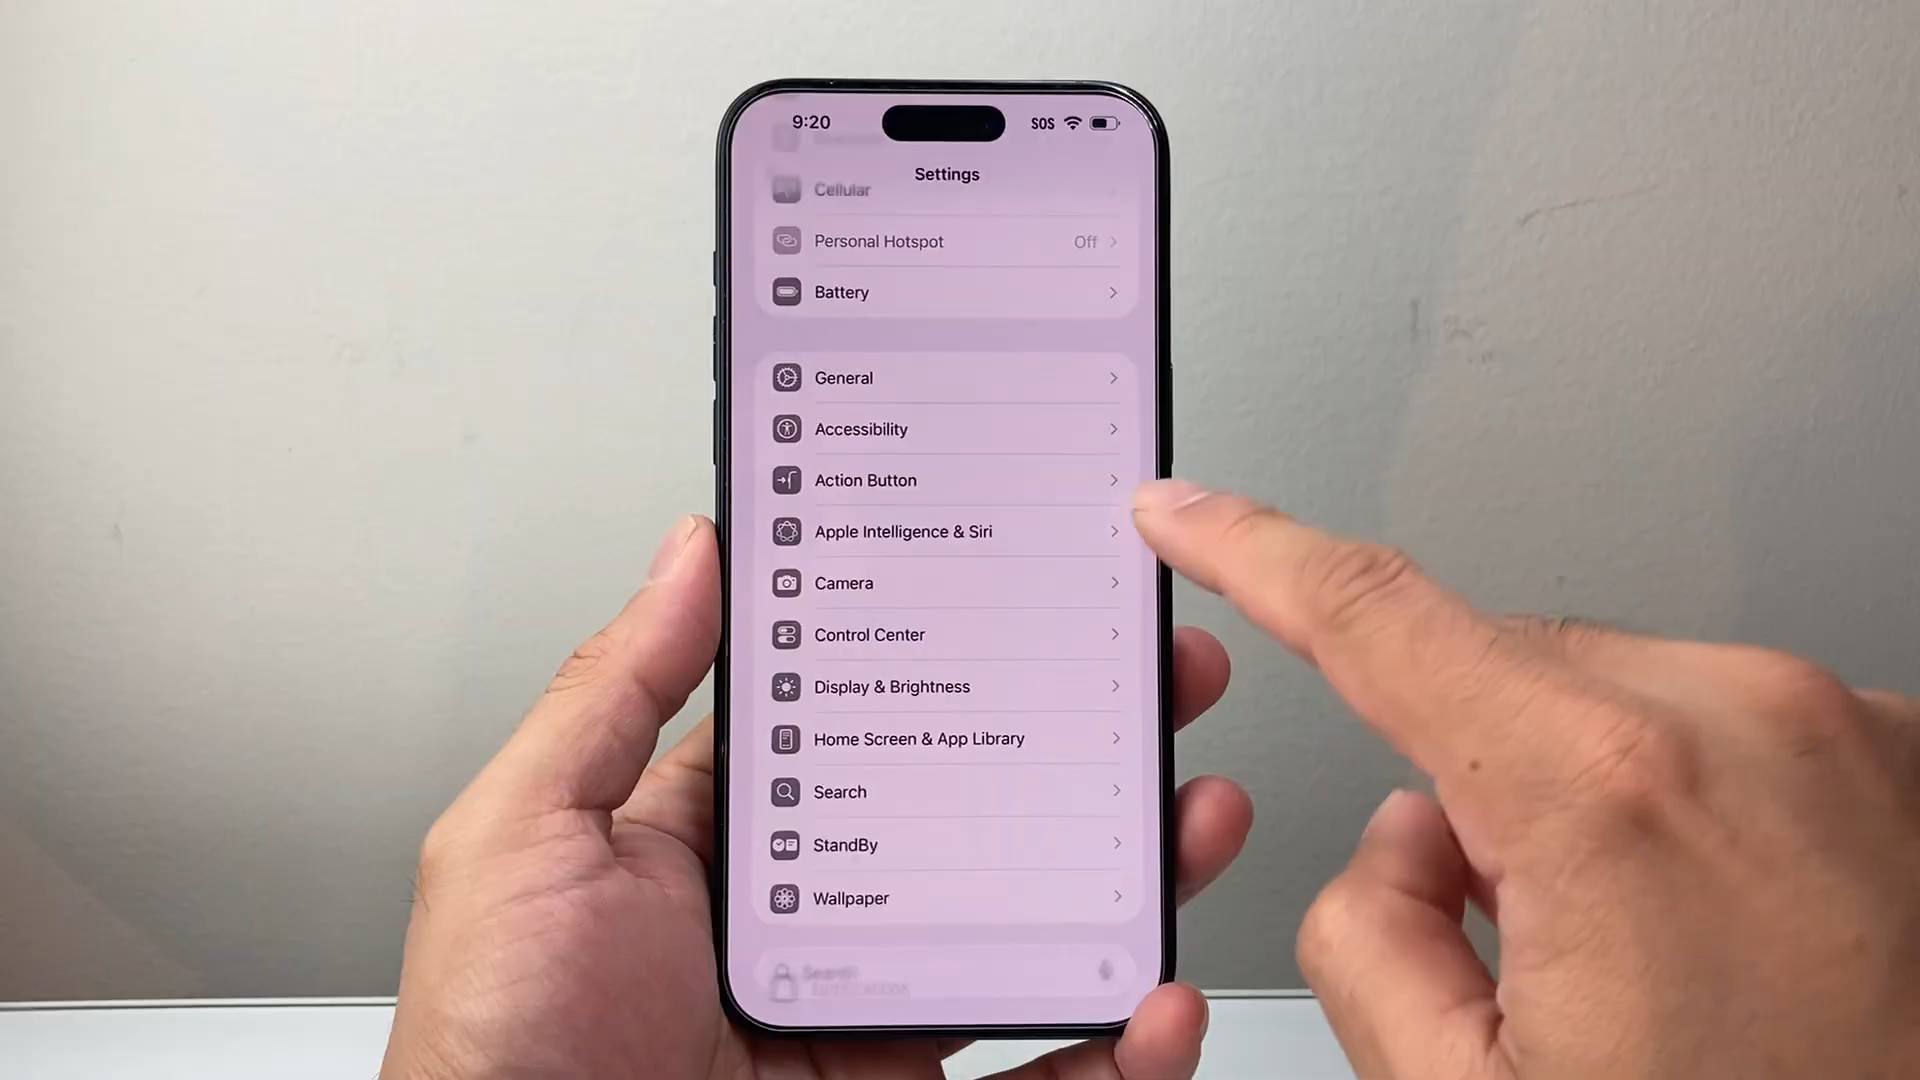 9:20 SOS
Settings
Cellular
Personal Hotspot Off
Battery
General
Accessibility
Action Button
Apple Intelligence & Siri
Camera
Control Center
Display & Brightness
Home Screen & App Library
Search
StandBy
Wallpaper
Search